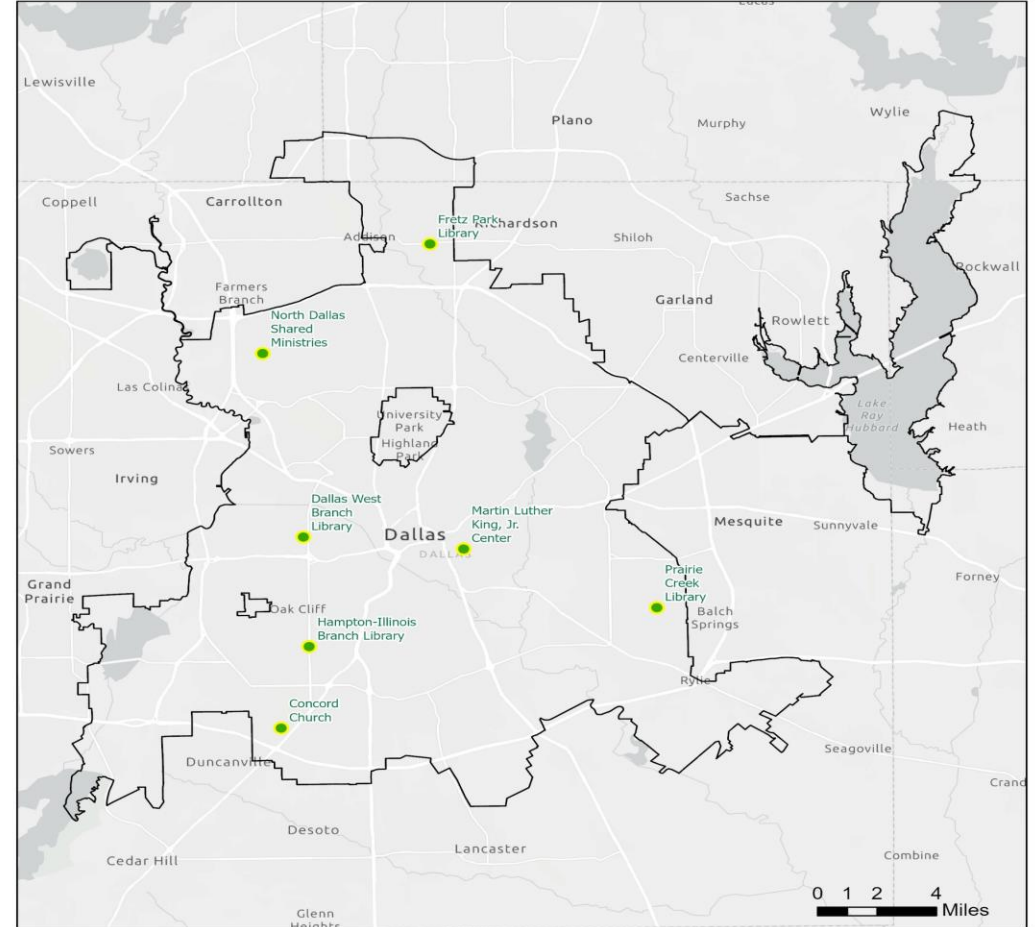 Lewisville
Plano
Murphy
Wylie
Coppell
Carrollton
Sachse
Fretz Park
Library
Richardson
Addison
Shiloh
Rockwall
Farmers
Branch
Garland
North Dallas
Shared
Ministries
Rowlett
Centerville
Las Colinas
University
Park
Highland
Park
Lake
Ray
Hubbard
Heath
Sowers
Irving
Dallas West
Branch
Library
Martin Luther
King, Jr.
Center
Dallas
DALLAS
Mesquite
Sunnyvale
Grand
Prairie
Prairie
Creek
Library
Forney
Oak Cliff
Balch
Springs
Hampton-Illinois
Branch Library
Rylie
Concord
Church
Duncanville
Seagoville
Crand
Desoto
Lancaster
Cedar Hill
Combine
0 1 2 4
Miles
Glenn
Heights